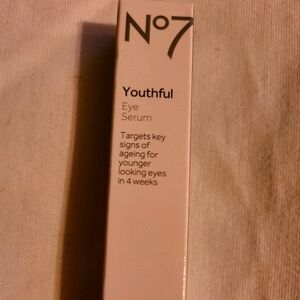 No7
Youthful
Eye
Serum
Targets key
signs of
ageing for
younger
looking eyes
in 4 weeks